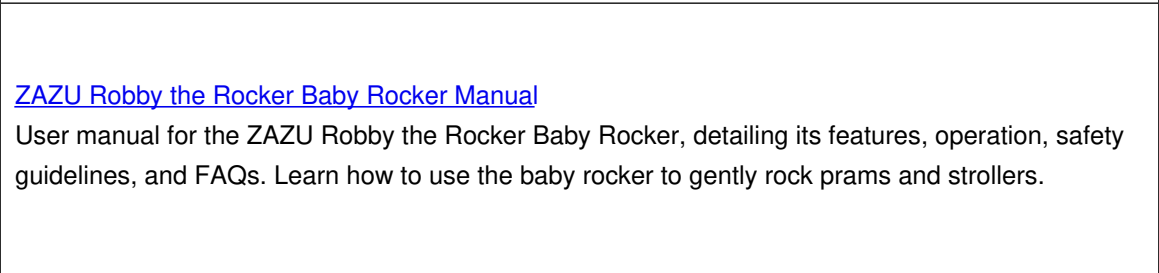 ZAZU Robby the Rocker Baby Rocker Manual
User manual for the ZAZU Robby the Rocker Baby Rocker, detailing its features, operation, safety
guidelines, and FAQs. Learn how to use the baby rocker to gently rock prams and strollers.